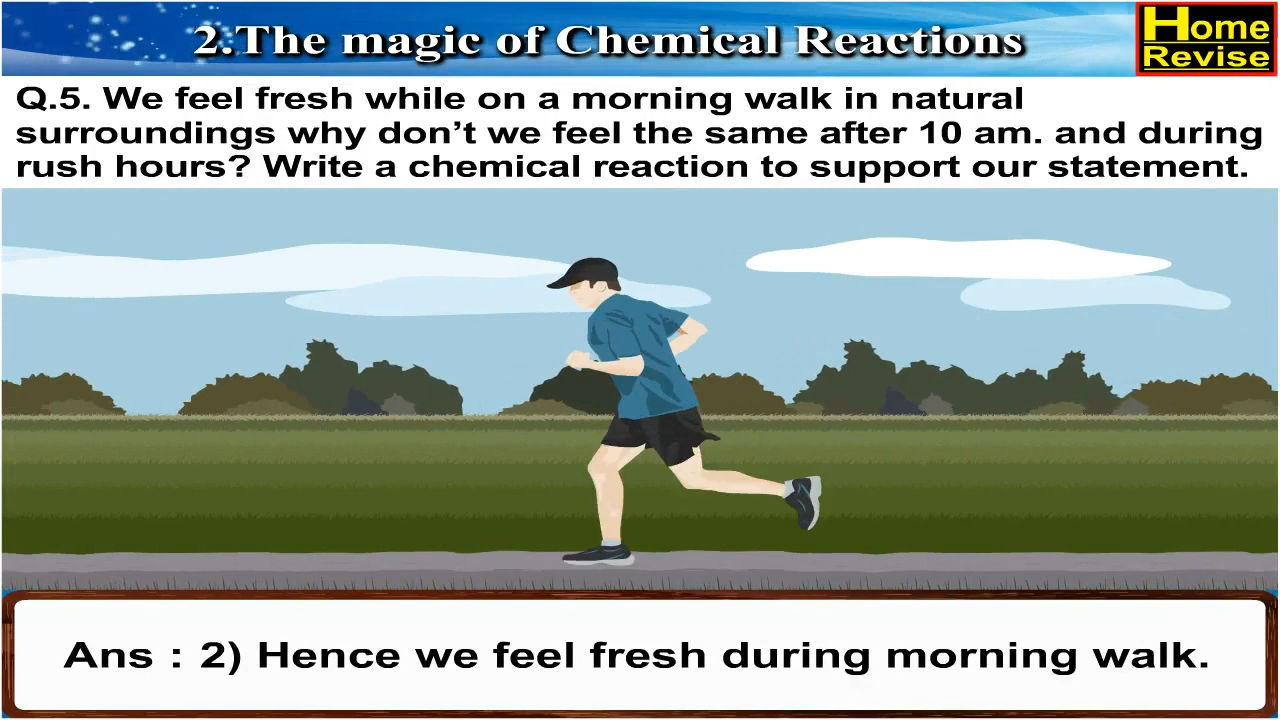 2.The magic of Chemical Reactions
Home
Revise
Q.5. We feel fresh while on a morning walk in natural
surroundings why don’t we feel the same after 10 am. and during
rush hours? Write a chemical reaction to support our statement.
Ans : 2) Hence we feel fresh during morning walk.